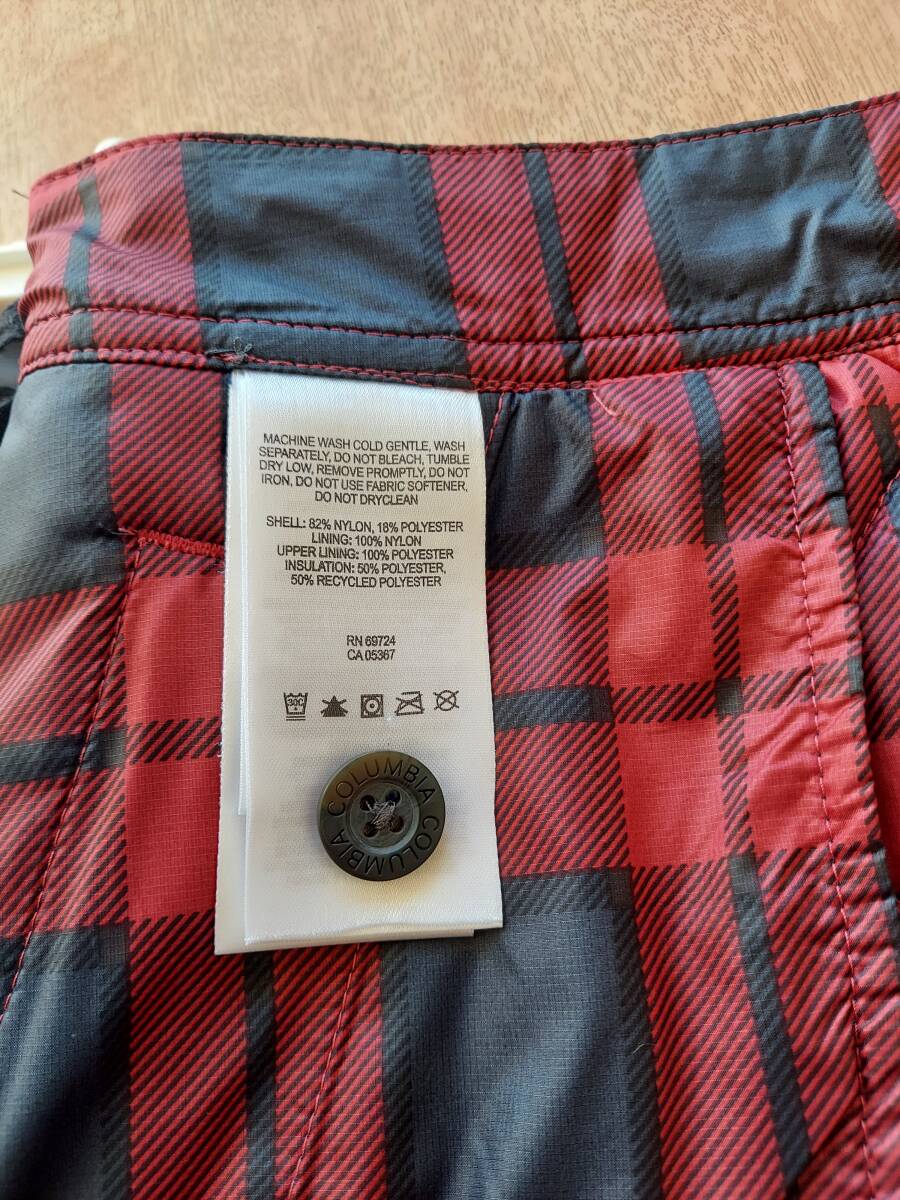 MACHINE WASH COLD GENTLE, WASH
SEPARATELY, DO NOT BLEACH, TUMBLE
DRY LOW, REMOVE PROMPTLY, DO NOT
IRON, DO NOT USE FABRIC SOFTENER,
DO NOT DRYCLEAN
SHELL: 82% NYLON, 18% POLYESTER
LINING: 100% NYLON
UPPER LINING: 100% POLYESTER
INSULATION: 50% POLYESTER,
50% RECYCLED POLYESTER
RN 69724
CA 05367
30C
COLUMBIA COLUMBIA